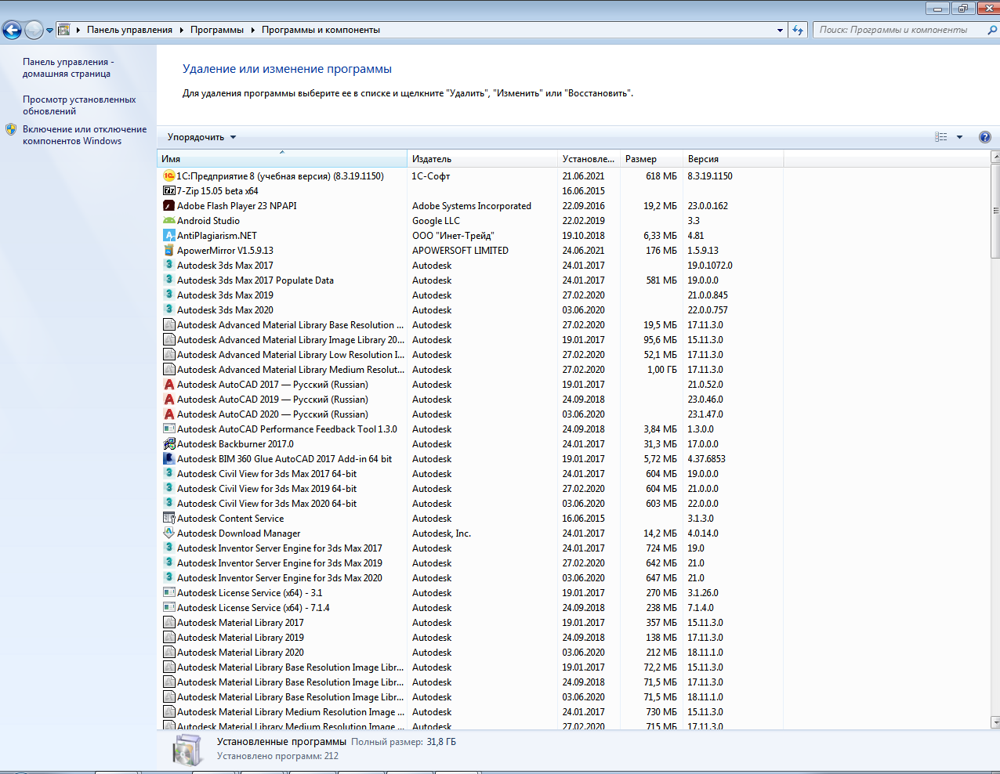 Панель управления
Программы
Программы и компоненты
Поиск: Программы и компоненты
Панель управления -
домашняя страница
Просмотр установленных
обновлений
Включение или отключение
компонентов Windows
Удаление или изменение программы
Для удаления программы выберите ее в списке и щелкните "Удалить", "Изменить" или "Восстановить".
Упорядочить
Имя Издатель Установле... Размер Версия
1С:Предприятие 8 (учебная версия) (8.3.19.1150) 1С-Софт 21.06.2021 618 МБ 8.3.19.1150
7-Zip 15.05 beta x64 16.06.2015
Adobe Flash Player 23 NPAPI Adobe Systems Incorporated 22.09.2016 19,2 МБ 23.0.0.162
Android Studio Google LLC 22.02.2019 3.3
AntiPlagiarism.NET ООО "Инет-Трейд" 19.10.2018 6,33 МБ 4.81
ApowerMirror V1.5.9.13 APOWERSOFT LIMITED 24.06.2021 176 МБ 1.5.9.13
Autodesk 3ds Max 2017 Autodesk 24.01.2017 19.0.1072.0
Autodesk 3ds Max 2017 Populate Data Autodesk 24.01.2017 581 МБ 19.0.0.0
Autodesk 3ds Max 2019 Autodesk 27.02.2020 21.0.0.845
Autodesk 3ds Max 2020 Autodesk 03.06.2020 22.0.0.757
Autodesk Advanced Material Library Base Resolution ... Autodesk 27.02.2020 19,5 МБ 17.11.3.0
Autodesk Advanced Material Library Image Library 20... Autodesk 19.01.2017 95,6 МБ 15.11.3.0
Autodesk Advanced Material Library Low Resolution I... Autodesk 27.02.2020 52,1 МБ 17.11.3.0
Autodesk Advanced Material Library Medium Resolut... Autodesk 27.02.2020 1,00 ГБ 17.11.3.0
Autodesk AutoCAD 2017 — Русский (Russian) Autodesk 19.01.2017 21.0.52.0
Autodesk AutoCAD 2019 — Русский (Russian) Autodesk 24.09.2018 23.0.46.0
Autodesk AutoCAD 2020 — Русский (Russian) Autodesk 03.06.2020 23.1.47.0
Autodesk AutoCAD Performance Feedback Tool 1.3.0 Autodesk 24.09.2018 3,84 МБ 1.3.0.0
Autodesk Backburner 2017.0 Autodesk 24.01.2017 31,3 МБ 17.0.0.0
Autodesk BIM 360 Glue AutoCAD 2017 Add-in 64 bit Autodesk 19.01.2017 5,72 МБ 4.37.6853
Autodesk Civil View for 3ds Max 2017 64-bit Autodesk 24.01.2017 604 МБ 19.0.0.0
Autodesk Civil View for 3ds Max 2019 64-bit Autodesk 27.02.2020 604 МБ 21.0.0.0
Autodesk Civil View for 3ds Max 2020 64-bit Autodesk 03.06.2020 603 МБ 22.0.0.0
Autodesk Content Service Autodesk 16.06.2015 3.1.3.0
Autodesk Download Manager Autodesk, Inc. 24.01.2017 14,2 МБ 4.0.14.0
Autodesk Inventor Server Engine for 3ds Max 2017 Autodesk 24.01.2017 724 МБ 19.0
Autodesk Inventor Server Engine for 3ds Max 2019 Autodesk 27.02.2020 642 МБ 21.0
Autodesk Inventor Server Engine for 3ds Max 2020 Autodesk 03.06.2020 647 МБ 21.0
Autodesk License Service (x64) - 3.1 Autodesk 19.01.2017 270 МБ 3.1.26.0
Autodesk License Service (x64) - 7.1.4 Autodesk 24.09.2018 238 МБ 7.1.4.0
Autodesk Material Library 2017 Autodesk 19.01.2017 357 МБ 15.11.3.0
Autodesk Material Library 2019 Autodesk 24.09.2018 138 МБ 17.11.3.0
Autodesk Material Library 2020 Autodesk 03.06.2020 212 МБ 18.11.1.0
Autodesk Material Library Base Resolution Image Libr... Autodesk 19.01.2017 72,2 МБ 15.11.3.0
Autodesk Material Library Base Resolution Image Libr... Autodesk 24.09.2018 71,5 МБ 17.11.3.0
Autodesk Material Library Base Resolution Image Libr... Autodesk 03.06.2020 71,5 МБ 18.11.1.0
Autodesk Material Library Medium Resolution Image ... Autodesk 24.01.2017 730 МБ 15.11.3.0
Autodesk Material Library Medium Resolution Image ... Autodesk 27.02.2020 715 МБ 17.11.3.0
Установленные программы Полный размер: 31,8 ГБ
Установлено программ: 212